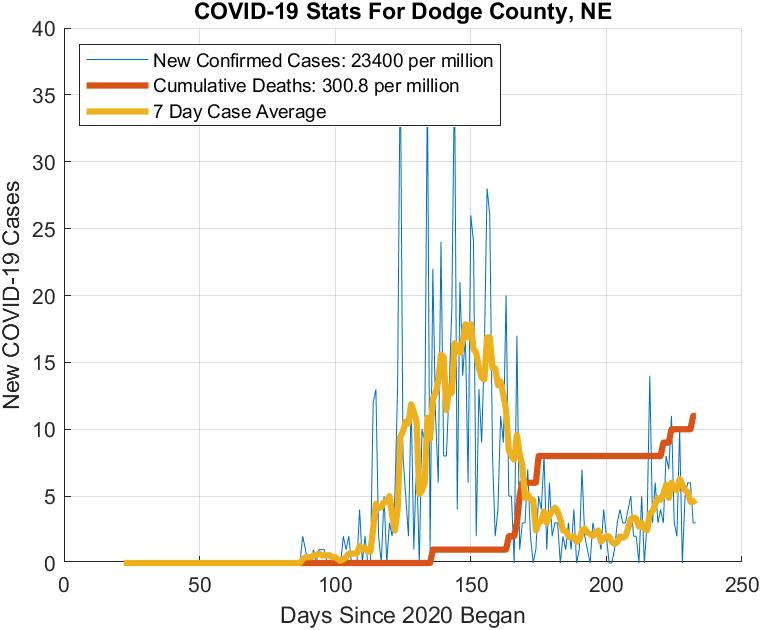 COVID-19 Stats For Dodge County, NE
New Confirmed Cases: 23400 per million
Cumulative Deaths: 300.8 per million
7 Day Case Average
New COVID-19 Cases
40
35
30
25
20
15
10
5
0
0 50 100 150 200 250
Days Since 2020 Began